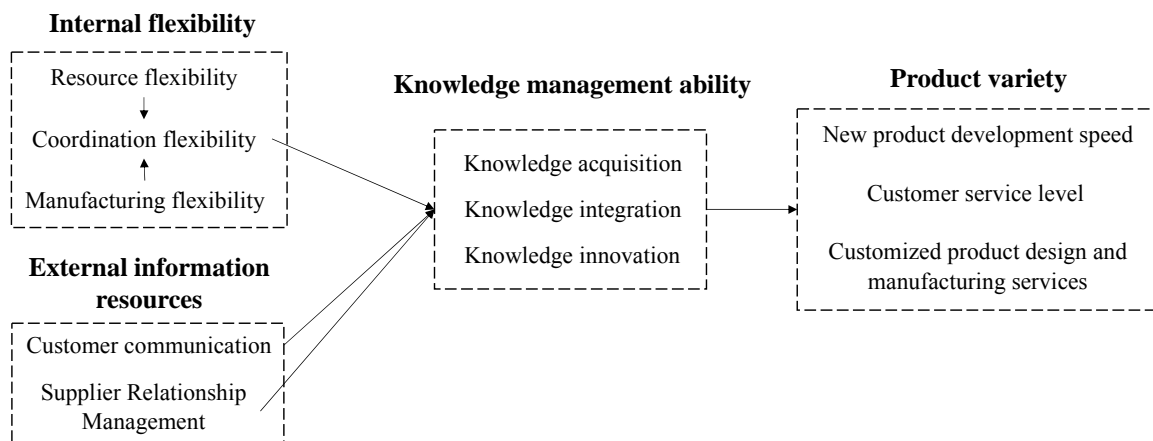 Internal flexibility
Resource flexibility
Coordination flexibility
Manufacturing flexibility
External information
resources
Customer communication
Supplier Relationship
Management
Knowledge management ability
Knowledge acquisition
Knowledge integration
Knowledge innovation
Product variety
New product development speed
Customer service level
Customized product design and
manufacturing services